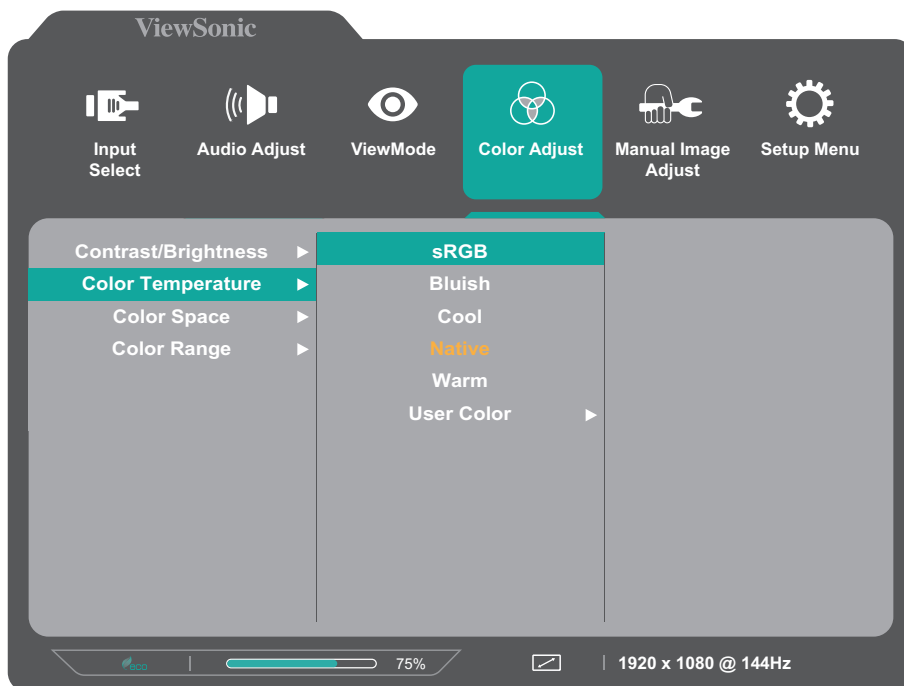 ViewSonic
Input
Select
Audio Adjust
ViewMode
Color Adjust
Manual Image
Adjust
Setup Menu
Contrast/Brightness
Color Temperature
Color Space
Color Range
sRGB
Bluish
Cool
Native
Warm
User Color
eco
75%
1920 x 1080 @ 144Hz